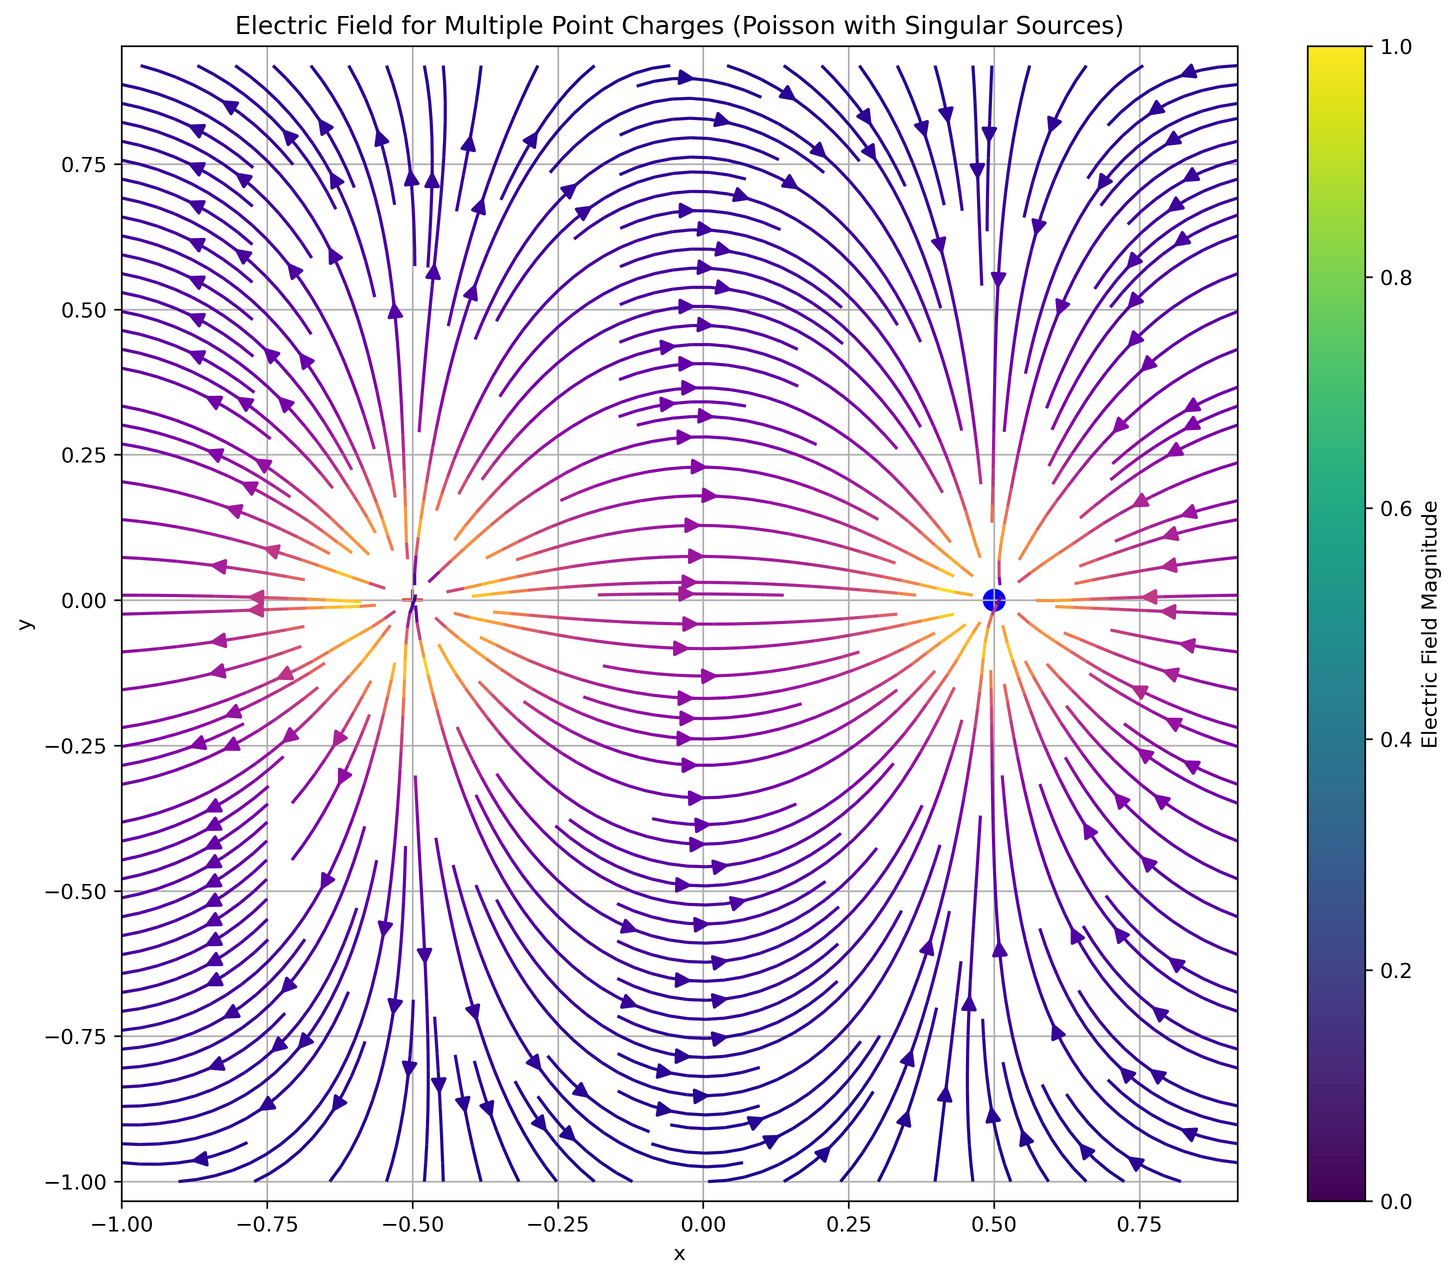 Electric Field for Multiple Point Charges (Poisson with Singular Sources)
0.75
0.50
0.25
0.00
−0.25
−0.50
−0.75
−1.00
y
−1.00 −0.75 −0.50 −0.25 0.00 0.25 0.50 0.75
x
1.0
0.8
0.6
0.4
0.2
0.0
Electric Field Magnitude